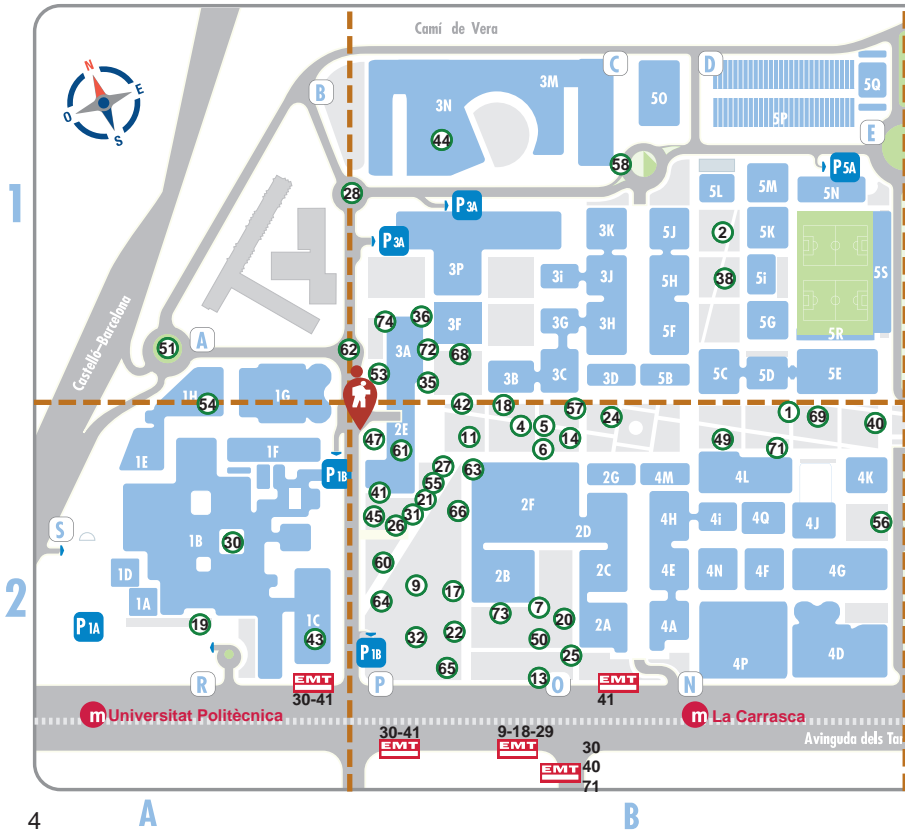 Camí de Vera
N
E
S
O
B
C
D
E
3M
3N
44
5O
5P
5Q
58
P5A
1
28
P3A
5L
5M
5N
P3A
3K
5J
2
5K
5S
3P
3i
3J
5H
38
5i
Castelló-Barcelona
74
36
3F
3G
3H
5F
5G
5R
51
A
62
3A
72
68
53
35
3B
3C
3D
5B
5C
5D
5E
1H
54
1G
42
18
57
24
1
69
40
2E
4
5
47
61
11
6
14
49
71
1E
1F
P1B
27
63
2G
4M
4L
4K
41
55
21
2F
45
31
66
26
2D
4H
4i
4Q
4J
56
S
1B
30
60
2
1D
9
17
2B
2C
4E
4N
4F
4G
1A
64
73
7
20
2A
4A
P1A
19
1C
43
32
22
50
P1B
25
4P
4D
65
R
P
13
O
N
EMT
30-41
EMT
41
m Universitat Politècnica
m La Carrasca
30-41
EMT
9-18-29
EMT
30
EMT 40
71
Avinguda dels Tar
4
A
B